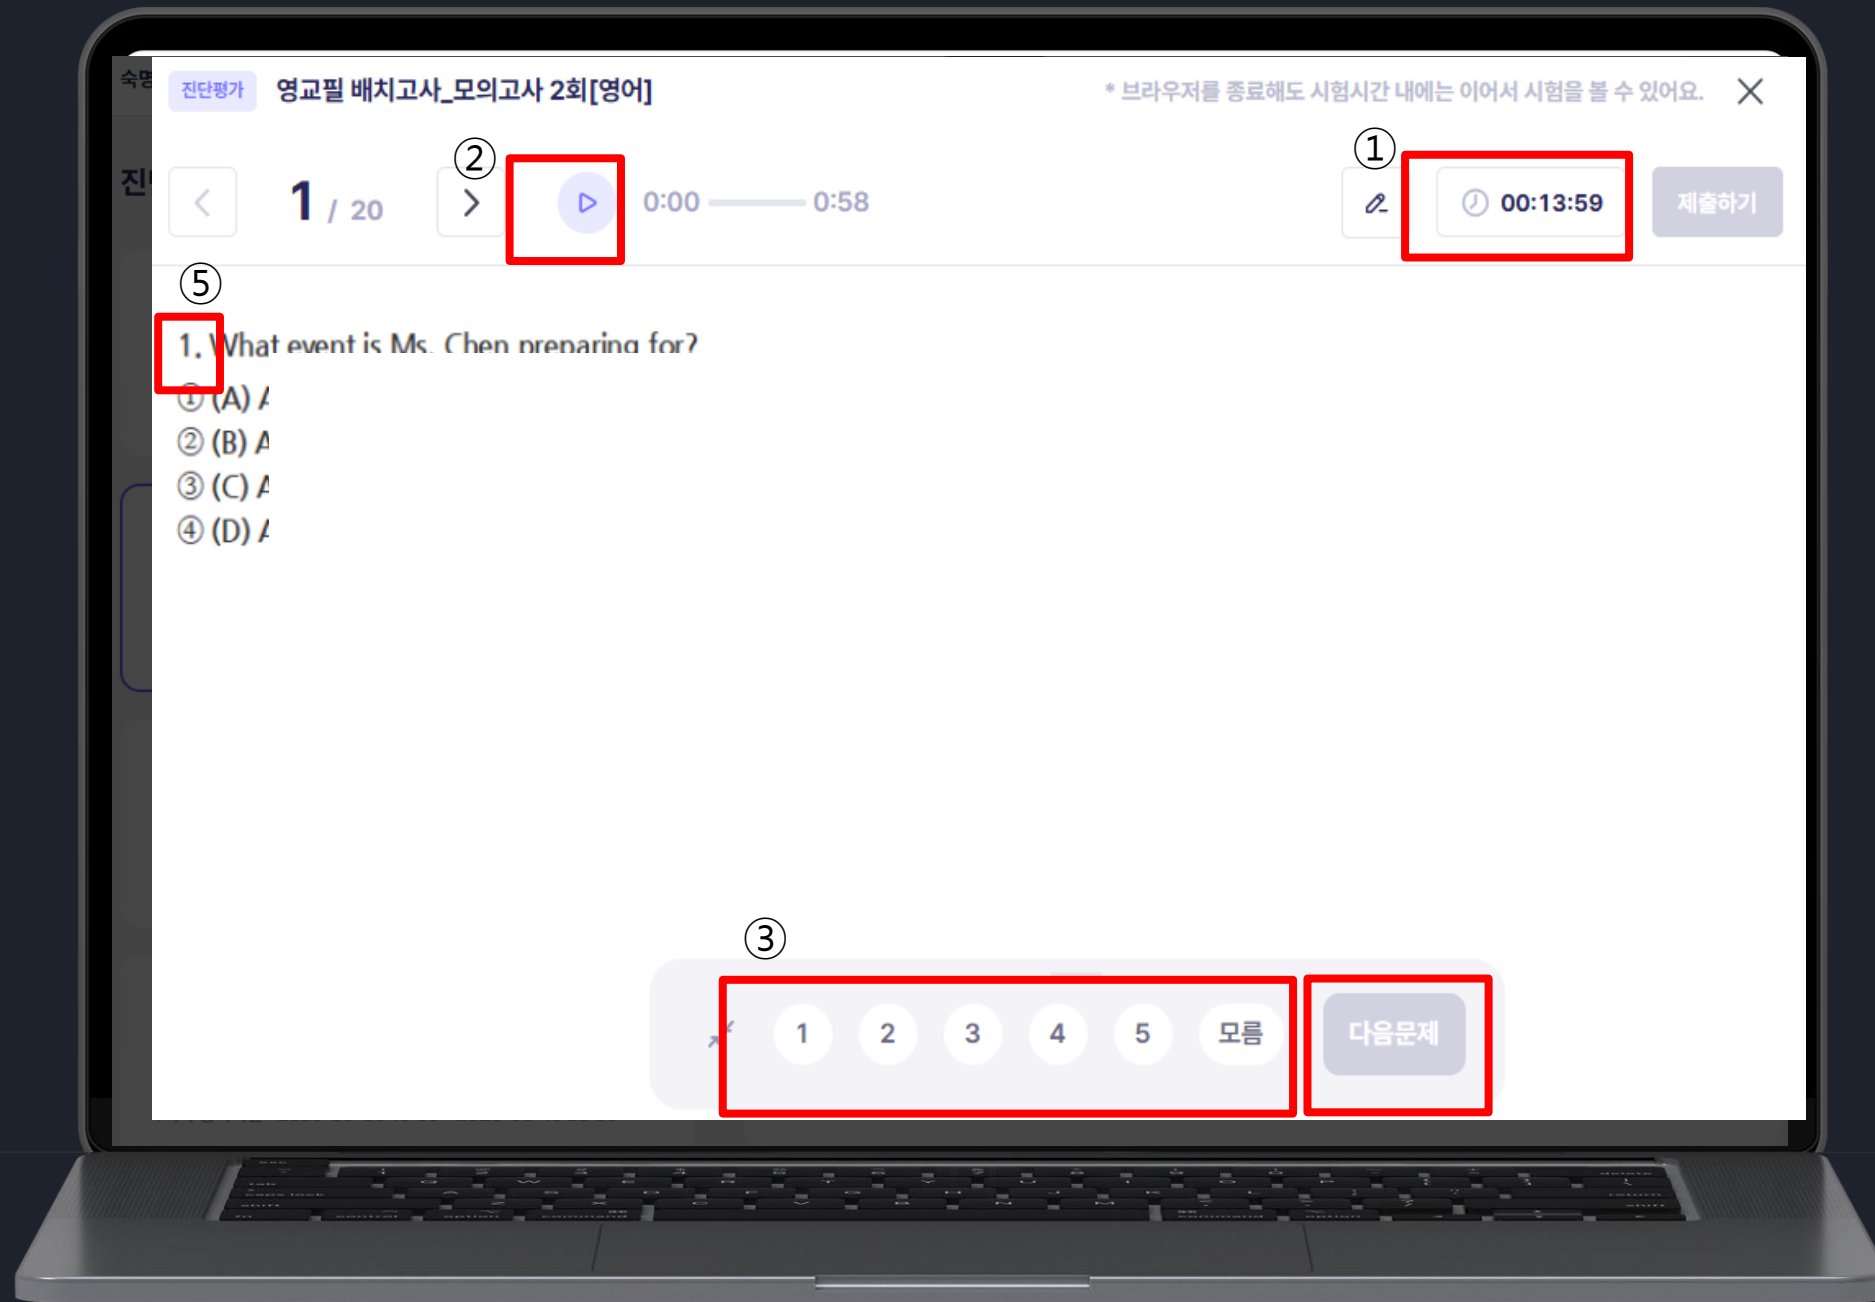 숙명
진단평가 영교필 배치고사_모의고사 2회[영어] * 브라우저를 종료해도 시험시간 내에는 이어서 시험을 볼 수 있어요.
② ①
1 / 20 0:00 0:58 00:13:59 제출하기
⑤
1. What event is Ms. Chen preparing for?
① (A) A
② (B) A
③ (C) A
④ (D) A
③
1 2 3 4 5 모름 다음문제